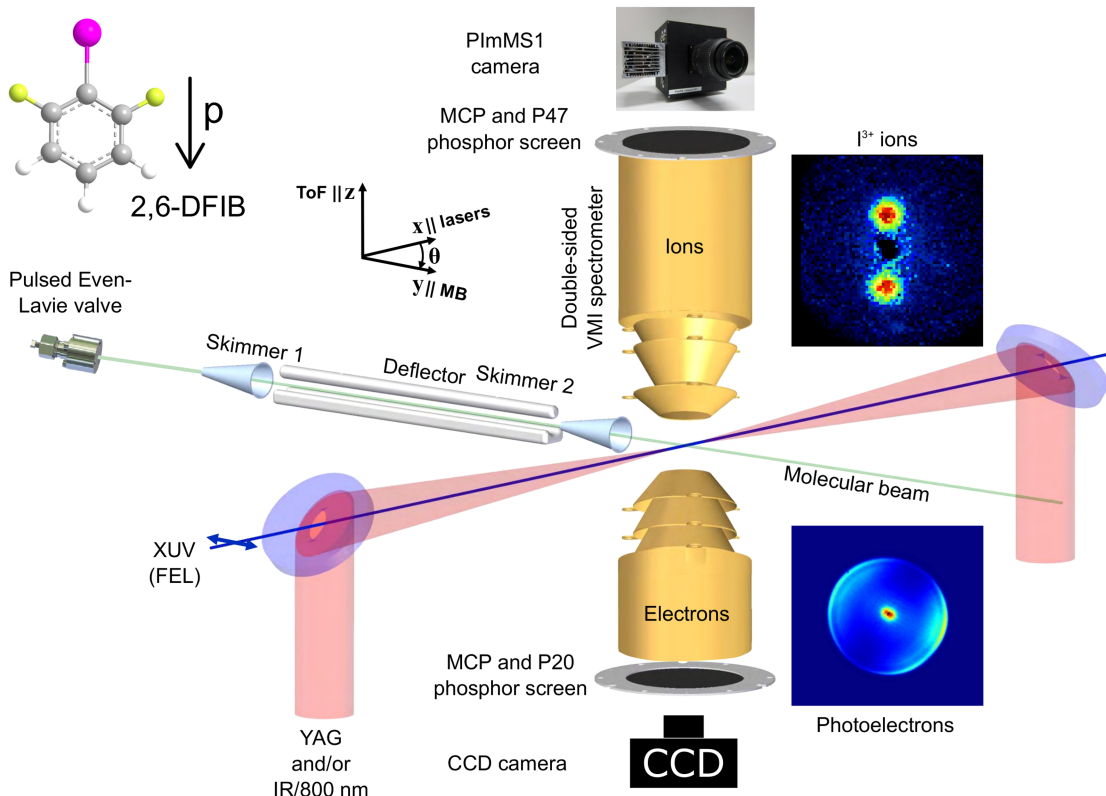 PImMS1
camera
MCP and P47
phosphor screen
p
2,6-DFIB
I³⁺ ions
ToF || z
x || lasers
θ
y || MB
Double-sided
VMI spectrometer
Ions
Pulsed Even-
Lavie valve
Skimmer 1
Deflector
Skimmer 2
Molecular beam
XUV
(FEL)
Electrons
MCP and P20
phosphor screen
Photoelectrons
YAG
and/or
IR/800 nm
CCD camera
CCD